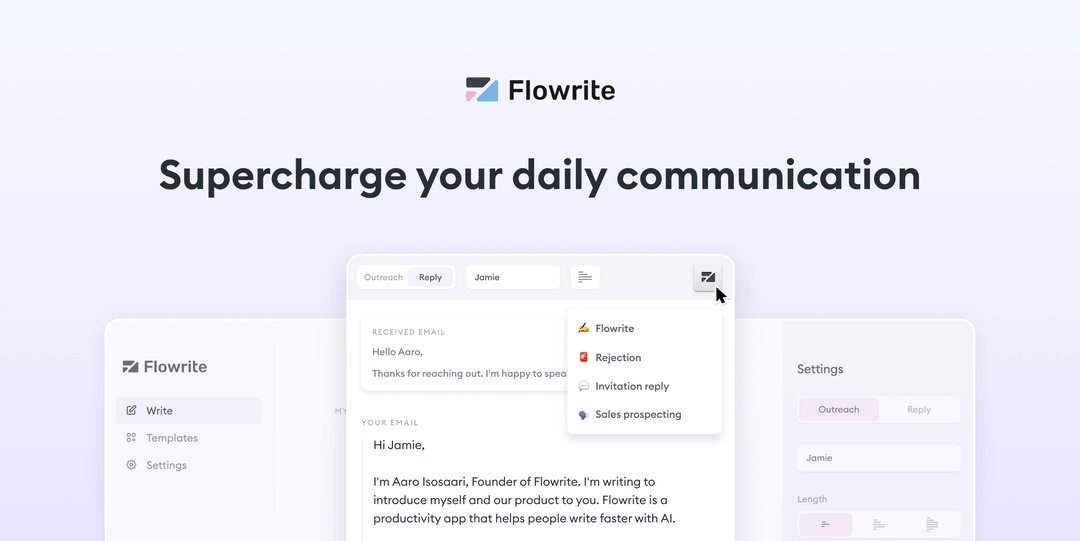 Flowrite
Supercharge your daily communication
Outreach
Reply
Jamie
RECEIVED EMAIL
Hello Aaro,
Thanks for reaching out. I'm happy to
Flowrite
Rejection
Invitation reply
Sales prospecting
YOUR EMAIL
Hi Jamie,
I'm Aaro Isosaari, Founder of Flowrite. I'm writing to
introduce myself and our product to you. Flowrite is a
productivity app that helps people write faster with AI.
Flowrite
Write
Templates
Settings
MY
Settings
Outreach
Reply
Jamie
Length